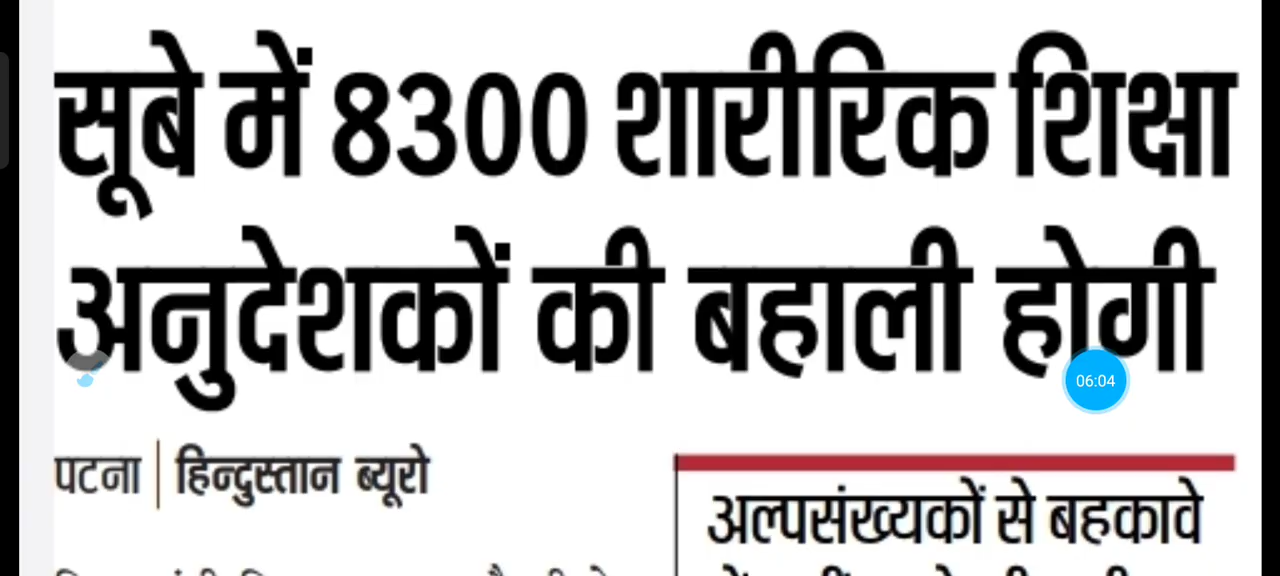 सूबे में 8300 शारीरिक शिक्षा
अनुदेशकों की बहाली होगी
06:04
पटना | हिन्दुस्तान ब्यूरो
अल्पसंख्यकों से बहकावे